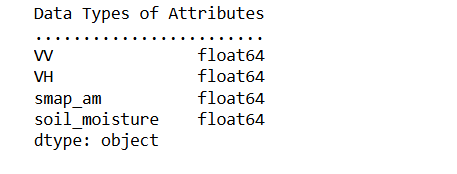 Data Types of Attributes
........................
VV                float64
VH                float64
smap_am           float64
soil_moisture     float64
dtype: object